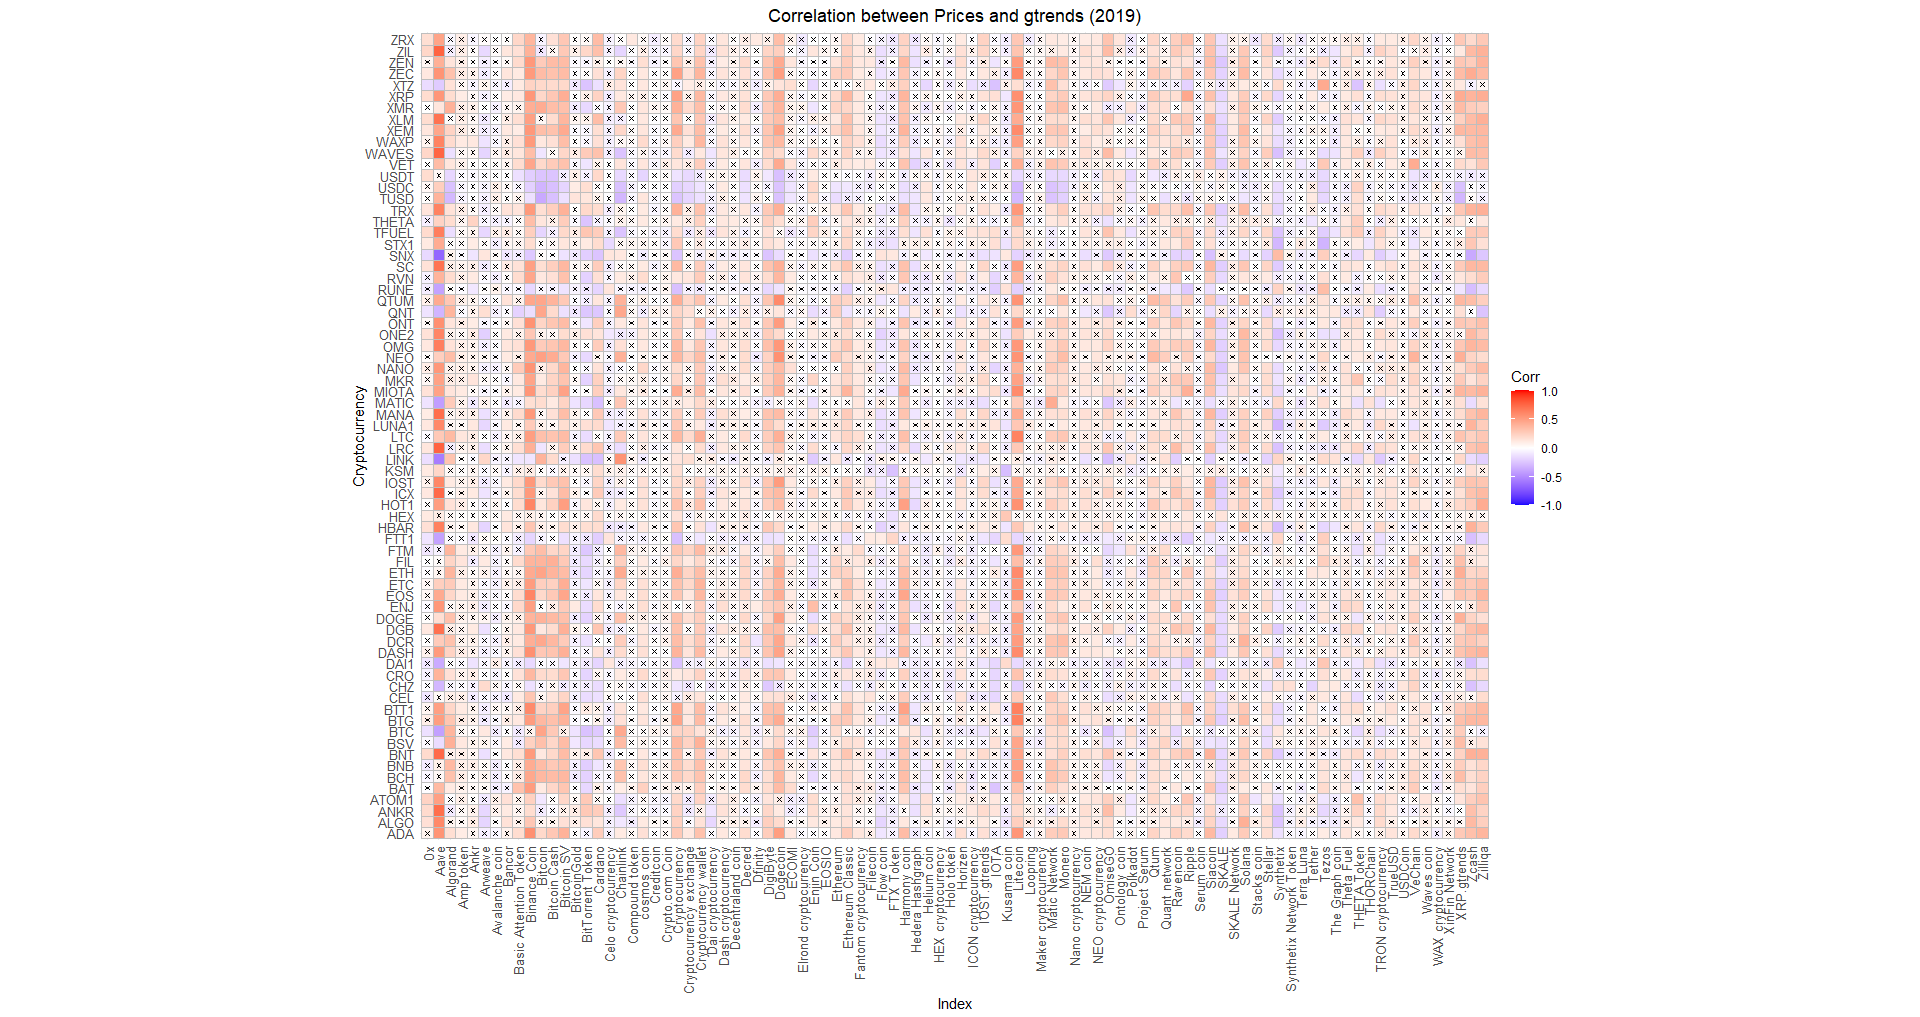 Correlation between Prices and gtrends (2019)
Cryptocurrency
ZRX
ZIL
ZEN
ZEC
XTZ
XRP
XMR
XLM
XEM
WAXP
WAVES
VET
USDT
USDC
TUSD
TRX
THETA
TFUEL
STX1
SNX
SC
RVN
RUNE
QTUM
QNT
ONT
ONE2
OMG
NEO
NANO
MKR
MIOTA
MATIC
MANA
LUNA1
LTC
LRC
LINK
KSM
IOST
ICX
HOT1
HEX
HBAR
FTT1
FTM
FIL
ETH
ETC
EOS
ENJ
DOGE
DGB
DCR
DASH
DAI1
CRO
CHZ
CEL
BTT1
BTG
BTC
BSV
BNT
BNB
BCH
BAT
ATOM1
ANKR
ALGO
ADA
0x
Aave
Algorand
Amp token
Ankr
Arweave
Avalanche coin
Bancor
Basic Attention Token
Binance Coin
Bitcoin
Bitcoin Cash
Bitcoin SV
BitcoinGold
BitTorrent Token
Cardano
Celo cryptocurrency
Chainlink
Compound token
cosmos coin
Creditcoin
Crypto.com Coin
Cryptocurrency
Cryptocurrency exchange
Cryptocurrency wallet
Dai cryptocurrency
Dash cryptocurrency
Decentraland coin
Decred
Dfinity
DigiByte
Dogecoin
ECOMI
Elrond cryptocurrency
Enjin Coin
EOSIO
Ethereum
Ethereum Classic
Fantom cryptocurrency
Filecoin
Flow coin
FTX Token
Harmony coin
Hedera Hashgraph
Helium coin
HEX cryptocurrency
Holo token
Horizen
ICON cryptocurrency
IOST.gtrends
IOTA
Kusama coin
Litecoin
Loopring
Maker cryptocurrency
Matic Network
Monero
Nano cryptocurrency
NEM coin
NEO cryptocurrency
OmiseGO
Ontology coin
Polkadot
Project Serum
Qtum
Quant network
Ravencoin
Ripple
Serum coin
Siacoin
SKALE
SKALE Network
Solana
Stacks coin
Stellar
Synthetix
Synthetix Network Token
Terra Luna
Tether
Tezos
The Graph coin
Theta Fuel
THETA Token
THORChain
TRON cryptocurrency
TrueUSD
USDCoin
VeChain
Waves coin
WAX cryptocurrency
XinFin Network
XRP.gtrends
Zcash
Zilliqa
Index
Corr
1.0
0.5
0.0
-0.5
-1.0